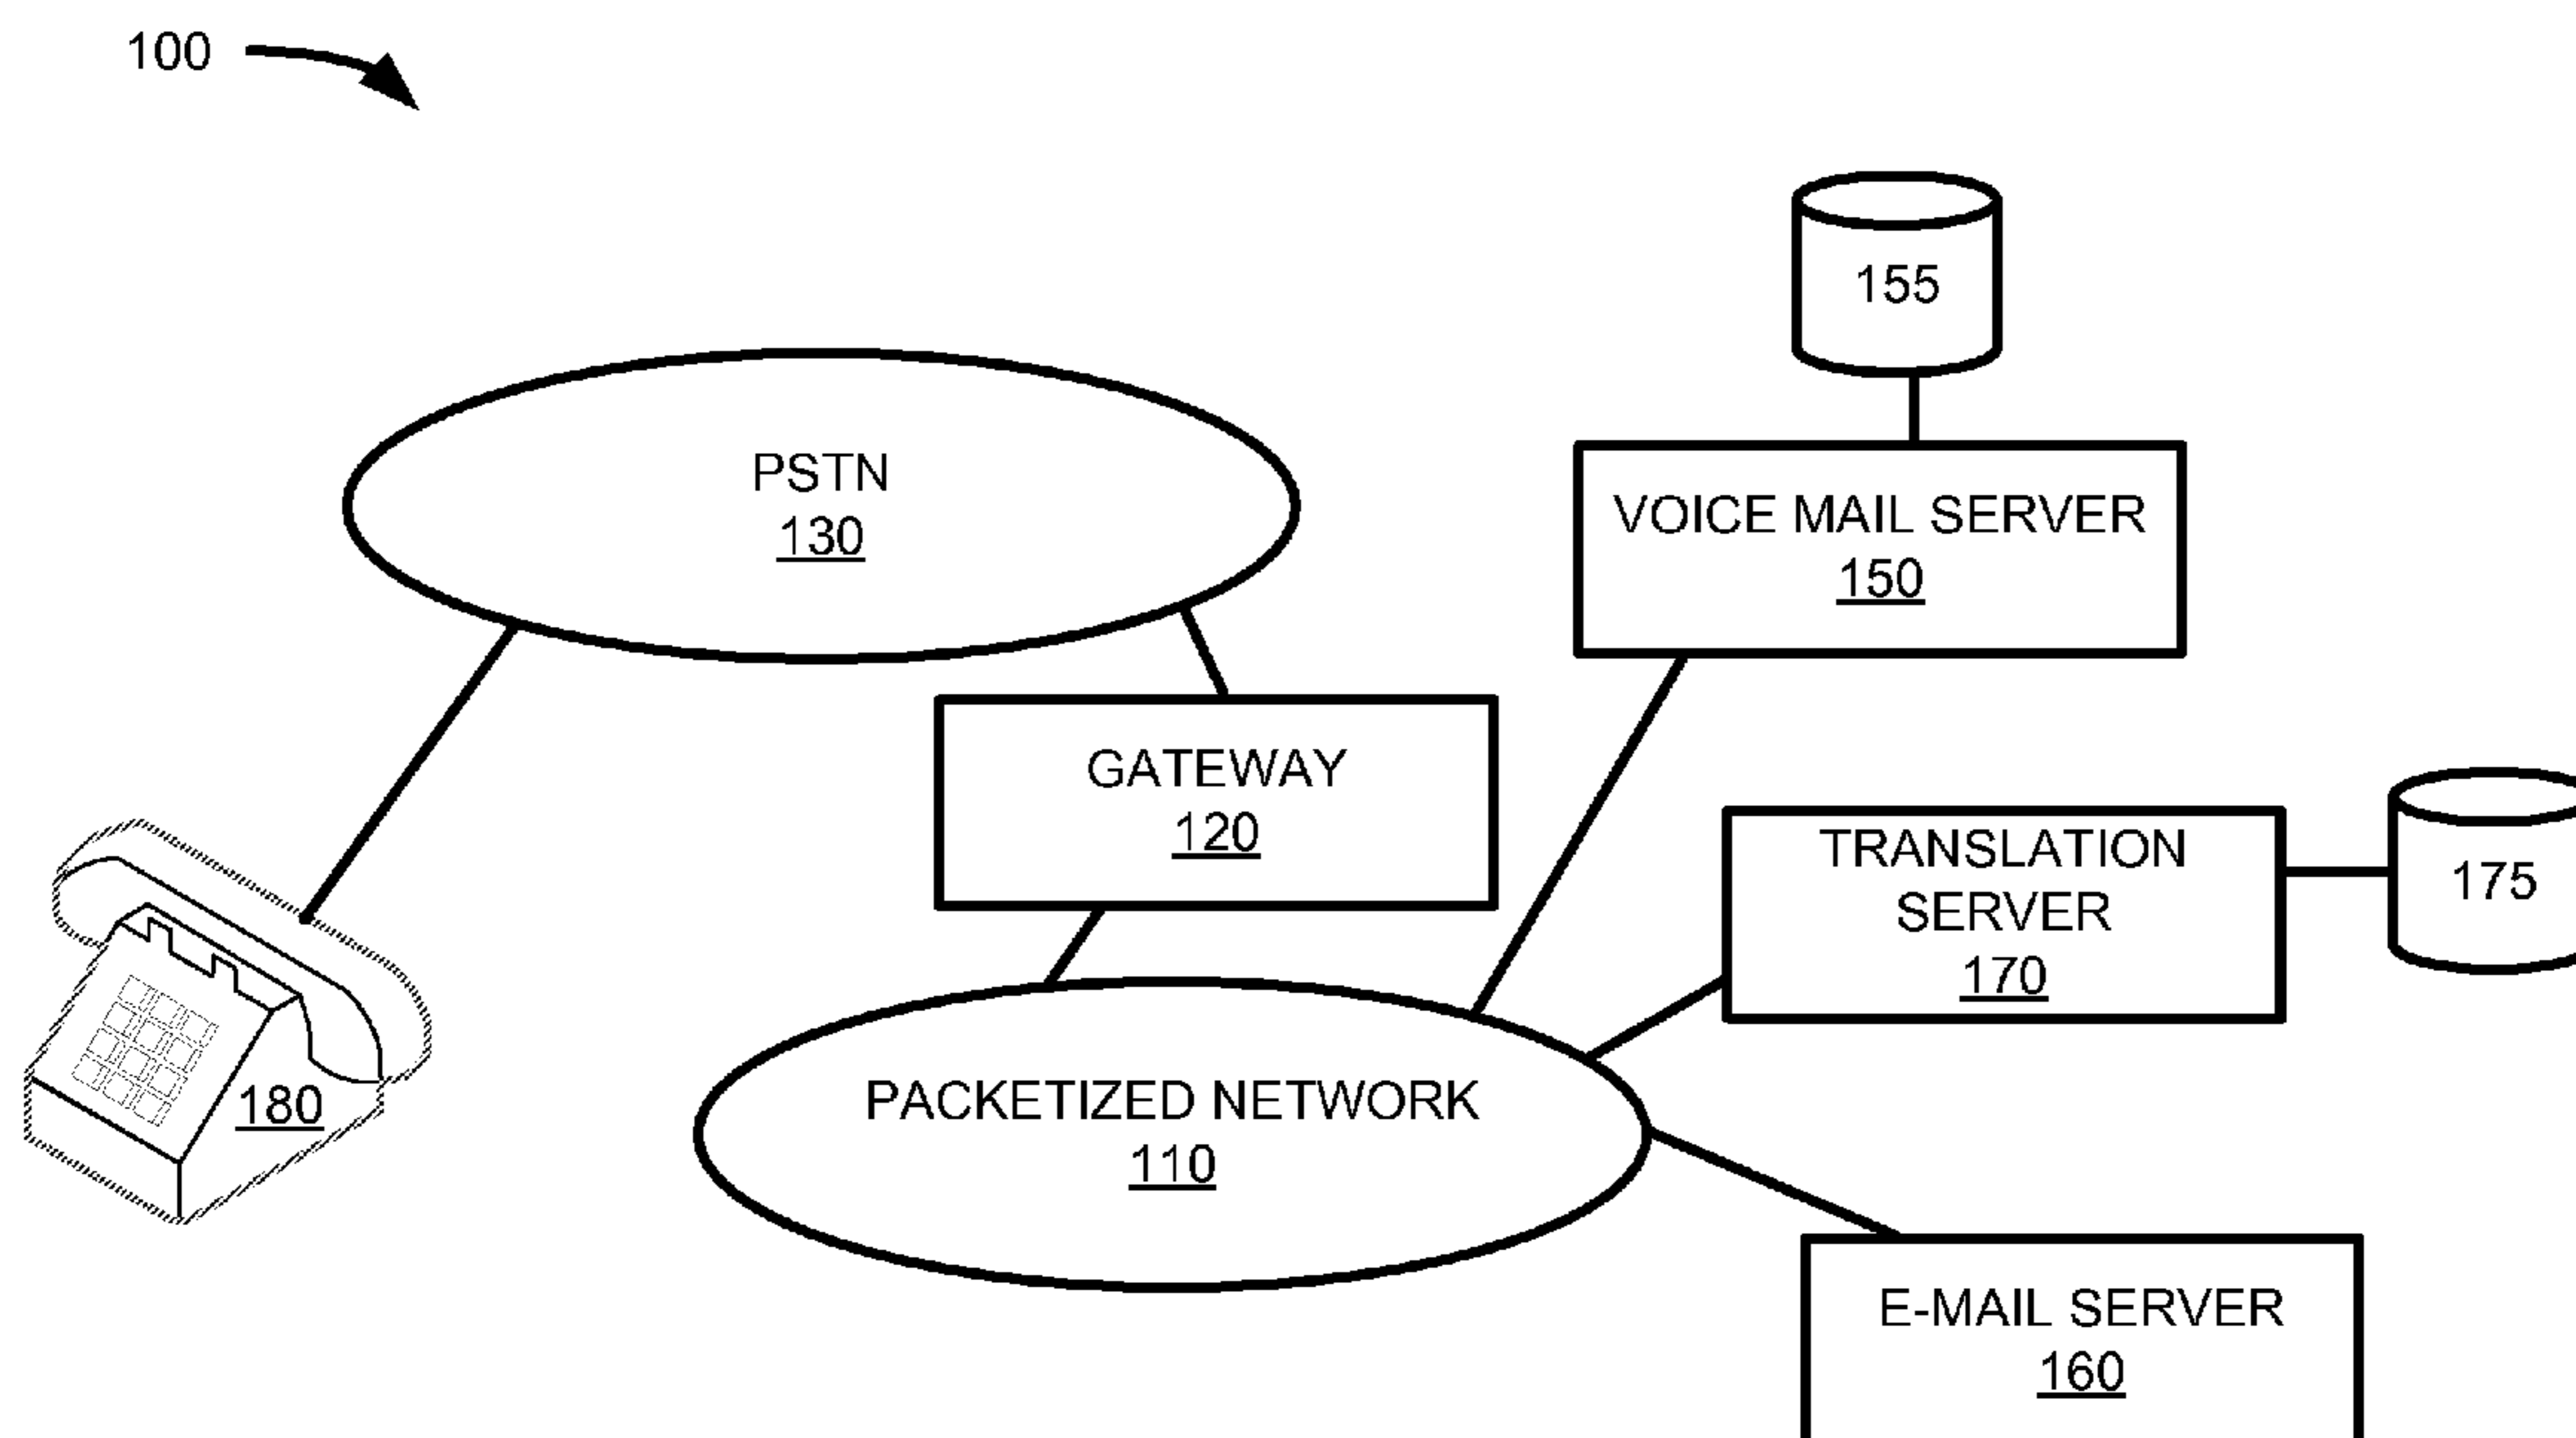 100
155
PSTN
130
VOICE MAIL SERVER
150
GATEWAY
120
TRANSLATION
SERVER
170
175
PACKETIZED NETWORK
110
180
E-MAIL SERVER
160